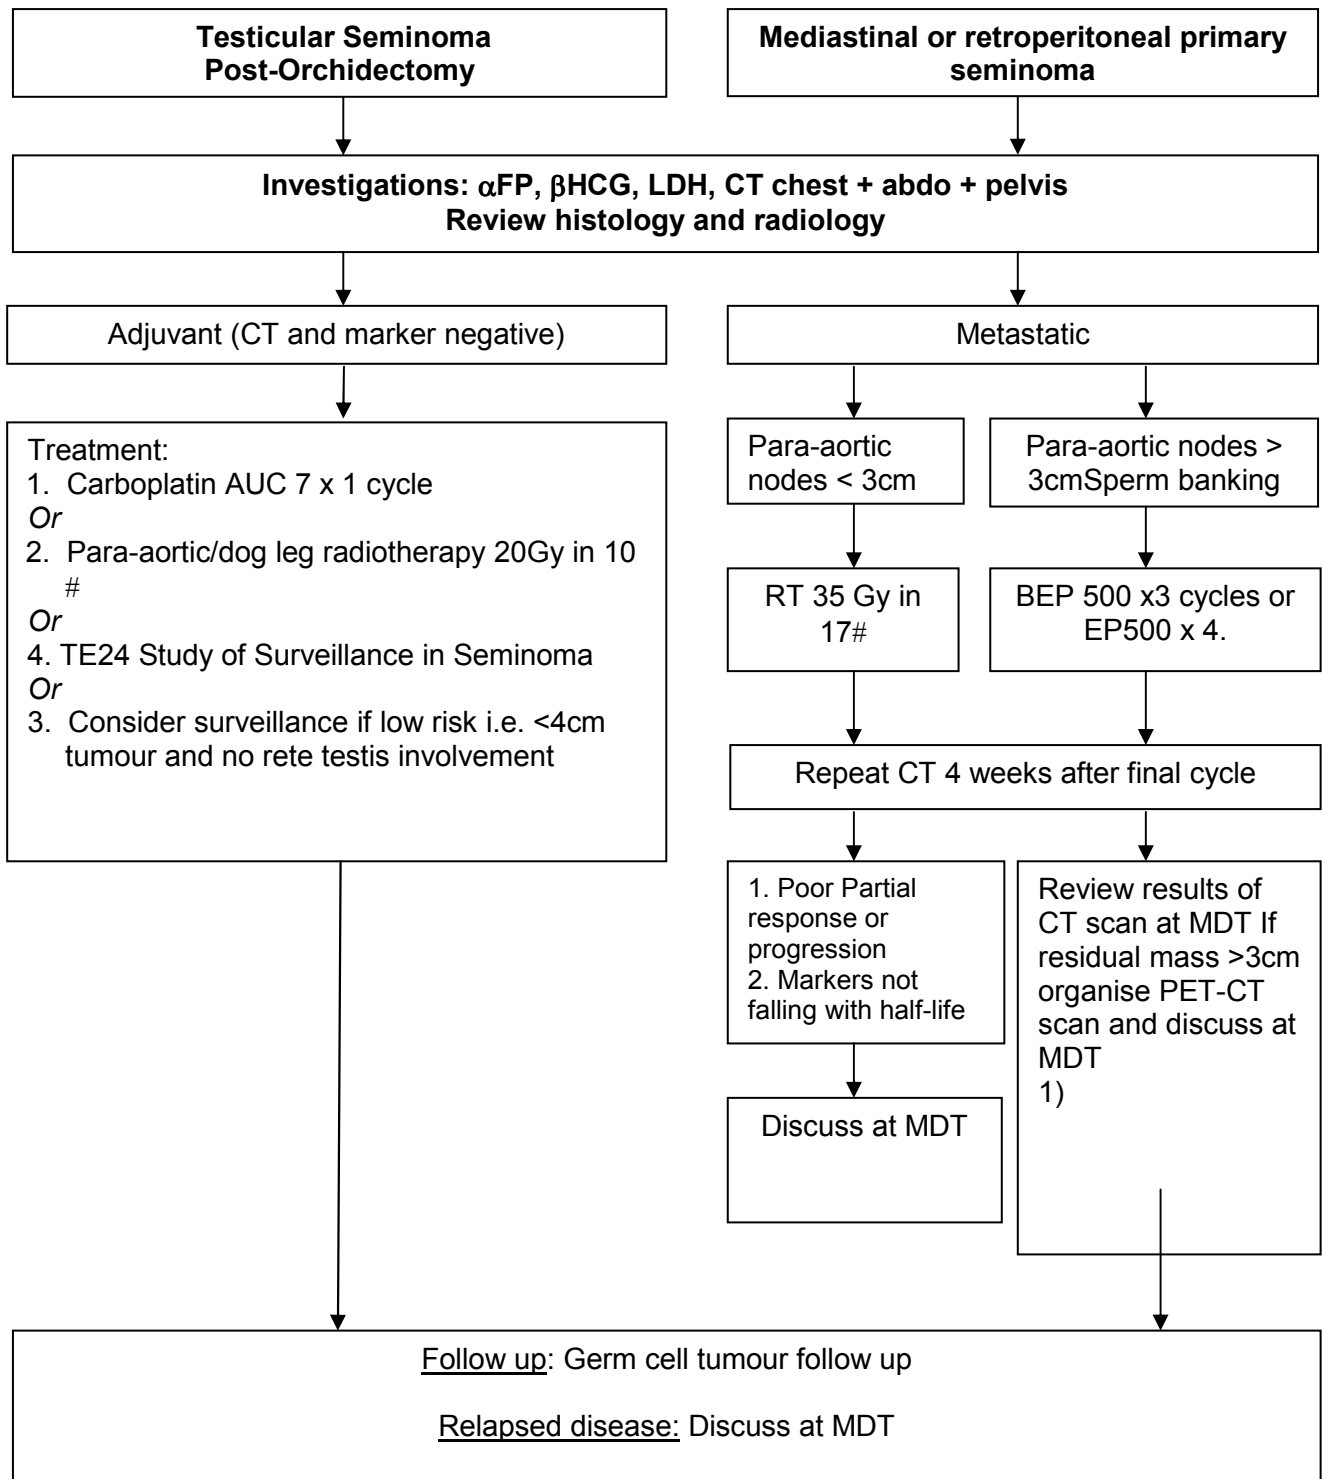 Testicular Seminoma
Post-Orchidectomy
Mediastinal or retroperitoneal primary
seminoma
Investigations: αFP, βHCG, LDH, CT chest + abdo + pelvis
Review histology and radiology
Adjuvant (CT and marker negative)
Metastatic
Treatment:
1. Carboplatin AUC 7 x 1 cycle
Or
2. Para-aortic/dog leg radiotherapy 20Gy in 10
#
Or
4. TE24 Study of Surveillance in Seminoma
Or
3. Consider surveillance if low risk i.e. <4cm
tumour and no rete testis involvement
Para-aortic
nodes < 3cm
Para-aortic nodes >
3cmSperm banking
RT 35 Gy in
17#
BEP 500 x3 cycles or
EP500 x 4.
Repeat CT 4 weeks after final cycle
1. Poor Partial
response or
progression
2. Markers not
falling with half-life
Discuss at MDT
Review results of
CT scan at MDT If
residual mass >3cm
organise PET-CT
scan and discuss at
MDT
1)
Follow up: Germ cell tumour follow up
Relapsed disease: Discuss at MDT